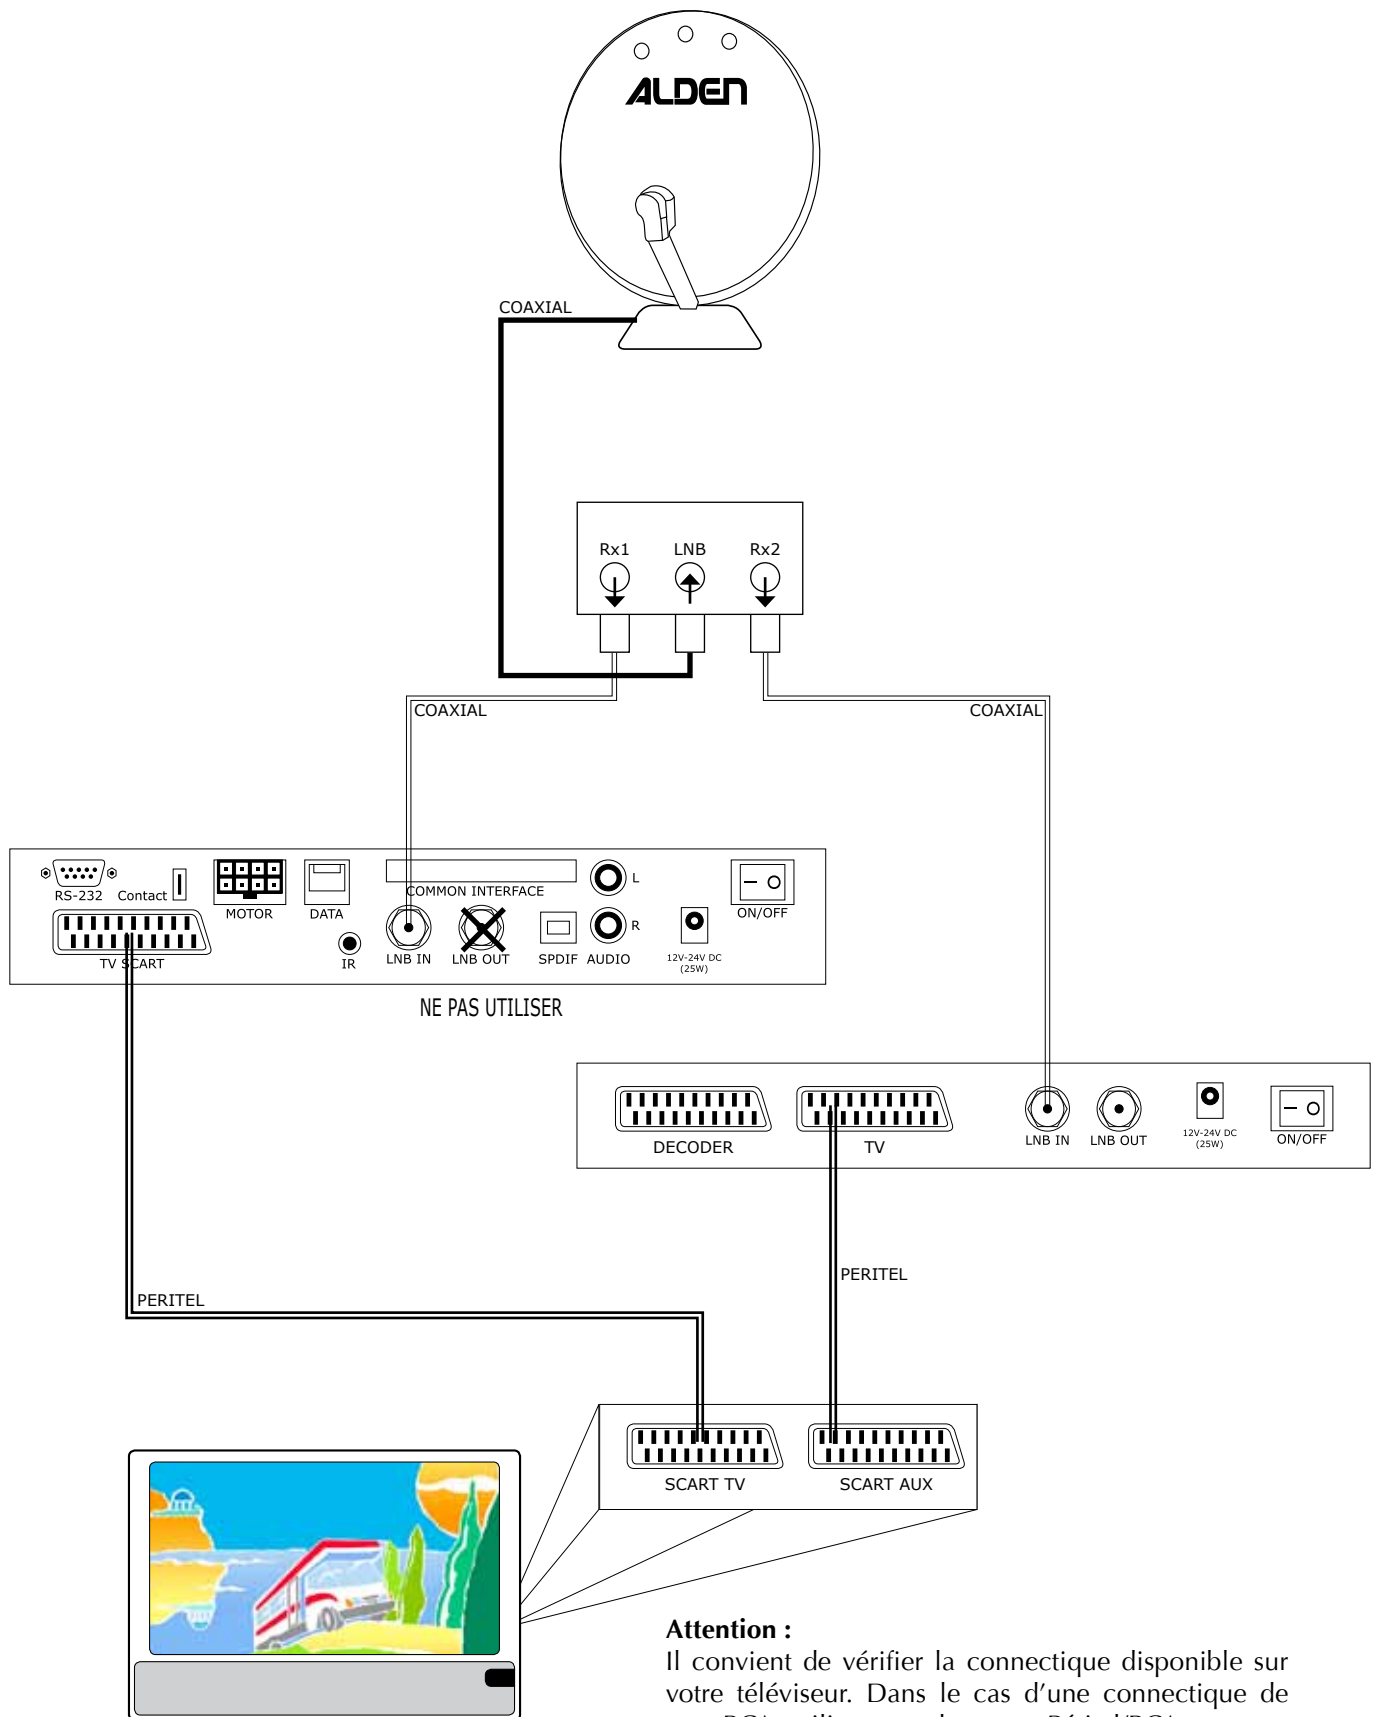 ALDEN
COAXIAL
Rx1 LNB Rx2
COAXIAL COAXIAL
RS-232 Contact MOTOR DATA COMMON INTERFACE L ON/OFF
TV SCART IR LNB IN LNB OUT SPDIF AUDIO R 12V-24V DC
(25W)
NE PAS UTILISER
DECODER TV LNB IN LNB OUT 12V-24V DC
(25W) ON/OFF
PERITEL
PERITEL
SCART TV SCART AUX
Attention :
Il convient de vérifier la connectique disponible sur
votre téléviseur. Dans le cas d'une connectique de